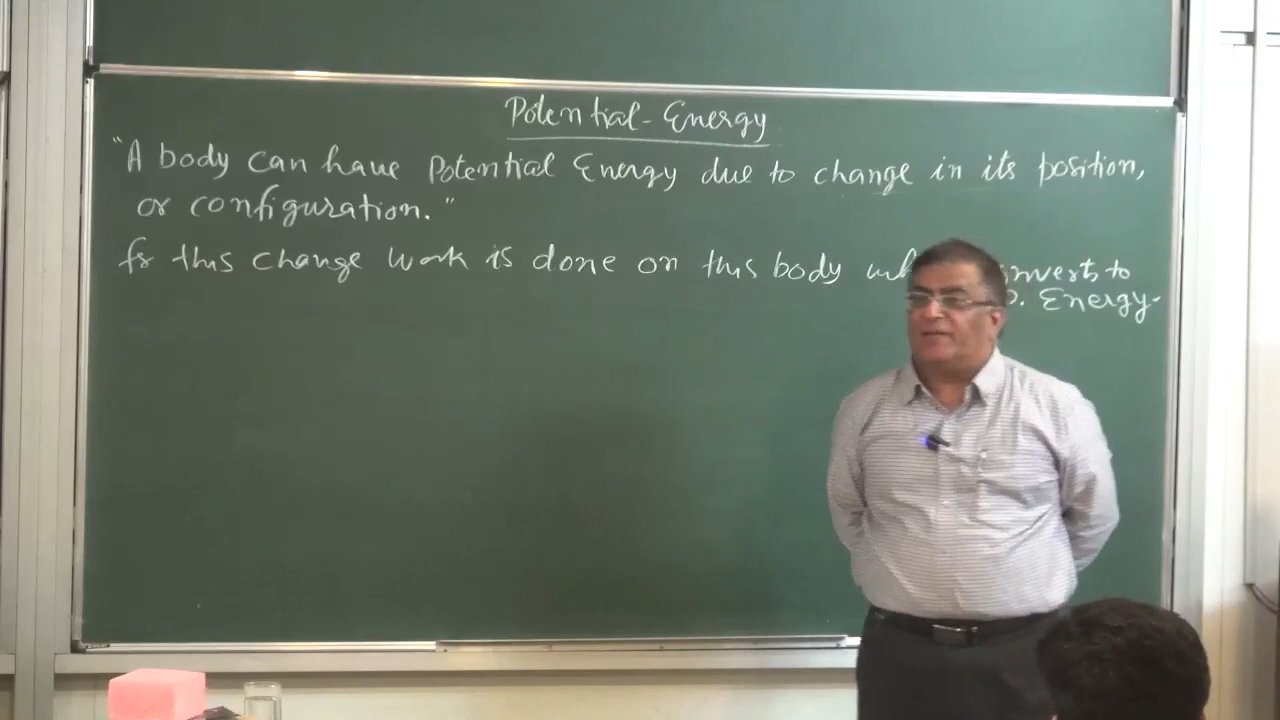 Potential-Energy
"A body can have Potential Energy due to change in its position,
or configuration."
fr this change work is done on this body to
Energy.